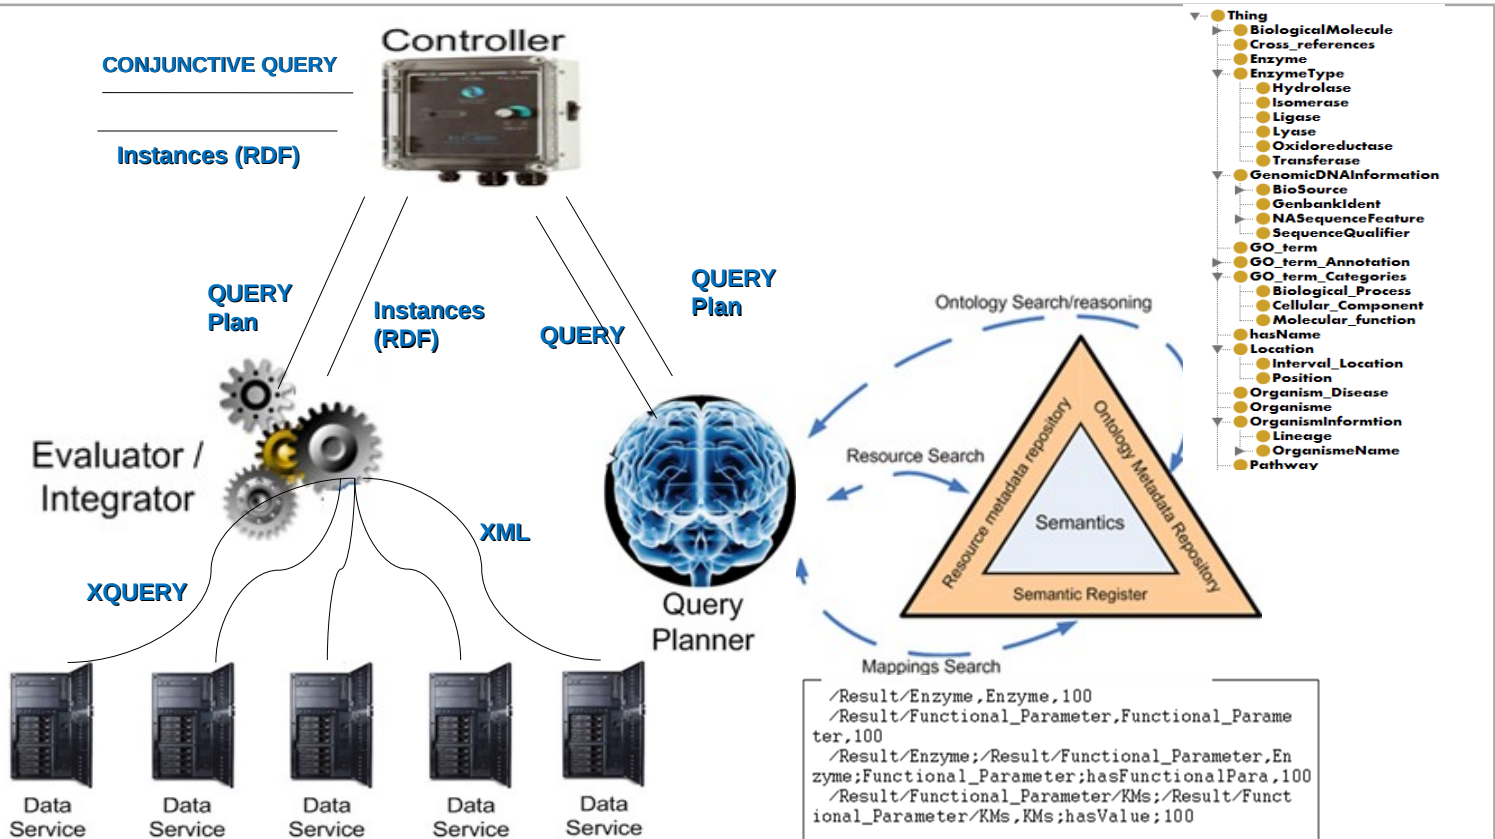 Controller
CONJUNCTIVE QUERY
Instances (RDF)
QUERY
Plan
Instances
(RDF)
QUERY
QUERY
Plan
Evaluator /
Integrator
XQUERY
XML
Query
Planner
Data
Service
Data
Service
Data
Service
Data
Service
Data
Service
Ontology Search/reasoning
Resource Search
Mappings Search
Resource metadata repository
Ontology Metadata Repository
Semantics
Semantic Register
Thing
BiologicalMolecule
Cross_references
Enzyme
EnzymeType
Hydrolase
Isomerase
Ligase
Lyase
Oxidoreductase
Transferase
GenomicDNAInformation
BioSource
GenbankIdent
NASequenceFeature
SequenceQualifier
GO_term
GO_term_Annotation
GO_term_Categories
Biological_Process
Cellular_Component
Molecular_function
hasName
Location
Interval_Location
Position
Organism_Disease
Organisme
OrganismInformtion
Lineage
OrganismeName
Pathway
/Result/Enzyme,Enzyme,100
/Result/Functional_Parameter,Functional_Parame
ter,100
/Result/Enzyme;/Result/Functional_Parameter,En
zyme;Functional_Parameter;hasFunctionalPara,100
/Result/Functional_Parameter/KMs;/Result/Funct
ional_Parameter/KMs,KMs;hasValue;100